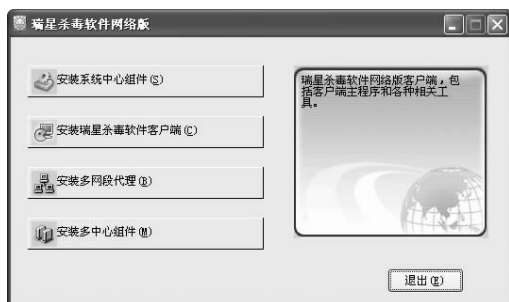 瑞星杀毒软件网络版
安装系统中心组件(S)
安装瑞星杀毒软件客户端(C)
安装多网段代理(B)
安装多中心组件(M)
瑞星杀毒软件网络版客户端，包
括客户端主程序和各种相关工
具。
退出(E)